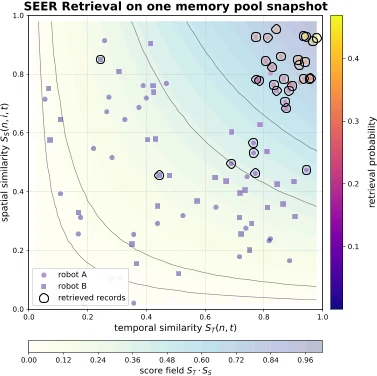 SEER Retrieval on one memory pool snapshot
spatial similarity S_S(n, i, t)
1.0
0.8
0.6
0.4
0.2
0.0
0.0 0.2 0.4 0.6 0.8 1.0
temporal similarity S_T(n, t)
robot A
robot B
retrieved records
0.4
0.3
0.2
0.1
retrieval probability
0.00 0.12 0.24 0.36 0.48 0.60 0.72 0.84 0.96
score field S_T · S_S